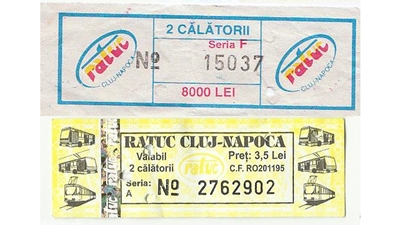 2 CĂLĂTORII
Seria F
ratuc
CLUJ-NAPOCA
№ 15037
ratuc
CLUJ-NAPOCA
8000 LEI
RATUC CLUJ-NAPOCA
Valabil
2 călătorii
ratuc
Preţ: 3,5 Lei
C.F. RO201195
Seria:
A
№ 2762902